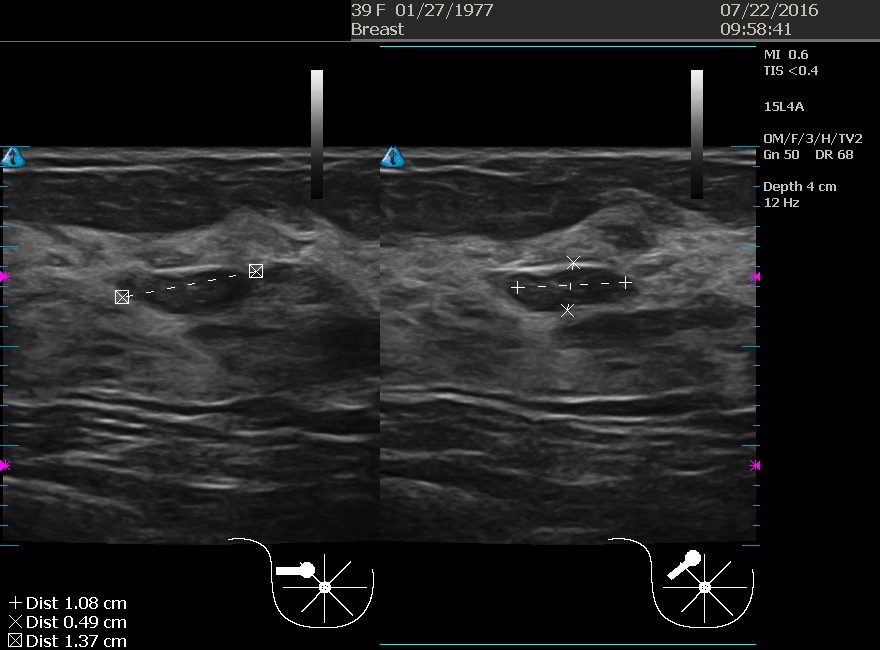 39 F 01/27/1977 07/22/2016
Breast 09:58:41
MI 0.6
TIS <0.4
15L4A
OM/F/3/H/TV2
Gn 50 DR 68
Depth 4 cm
12 Hz
Dist 1.08 cm
Dist 0.49 cm
Dist 1.37 cm